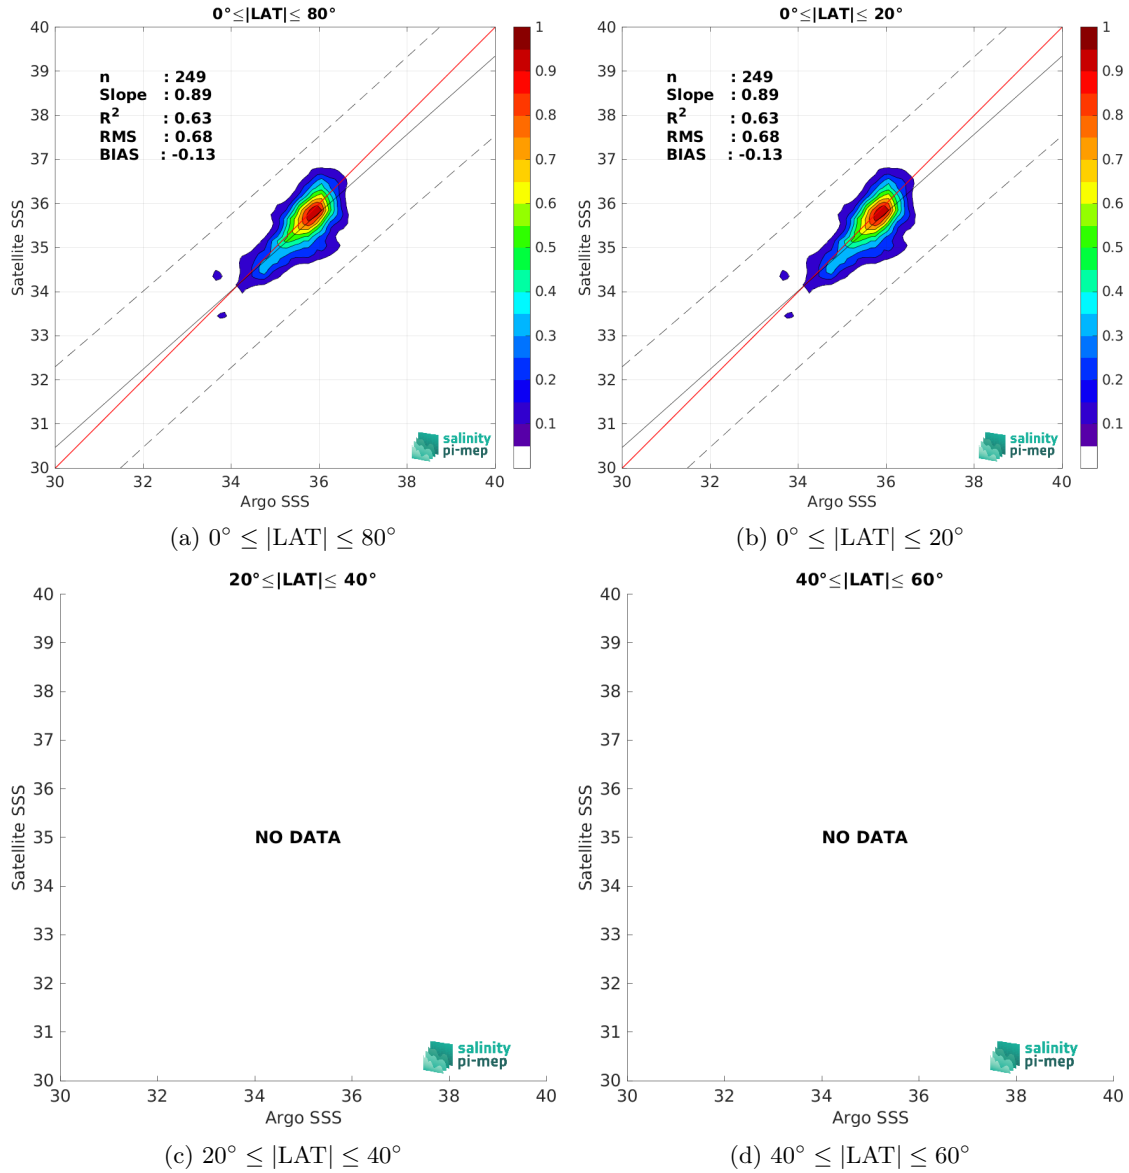 0°≤|LAT|≤ 80°
40
39
38
37
36
35
34
33
32
31
30
Satellite SSS
n : 249
Slope : 0.89
R² : 0.63
RMS : 0.68
BIAS : -0.13
salinity
pi-mep
30 32 34 36 38 40
Argo SSS
1
0.9
0.8
0.7
0.6
0.5
0.4
0.3
0.2
0.1
(a) 0° ≤ |LAT| ≤ 80°
0°≤|LAT|≤ 20°
40
39
38
37
36
35
34
33
32
31
30
Satellite SSS
n : 249
Slope : 0.89
R² : 0.63
RMS : 0.68
BIAS : -0.13
salinity
pi-mep
30 32 34 36 38 40
Argo SSS
1
0.9
0.8
0.7
0.6
0.5
0.4
0.3
0.2
0.1
(b) 0° ≤ |LAT| ≤ 20°
20°≤|LAT|≤ 40°
40
39
38
37
36
35
34
33
32
31
30
Satellite SSS
NO DATA
salinity
pi-mep
30 32 34 36 38 40
Argo SSS
(c) 20° ≤ |LAT| ≤ 40°
40°≤|LAT|≤ 60°
40
39
38
37
36
35
34
33
32
31
30
Satellite SSS
NO DATA
salinity
pi-mep
30 32 34 36 38 40
Argo SSS
(d) 40° ≤ |LAT| ≤ 60°